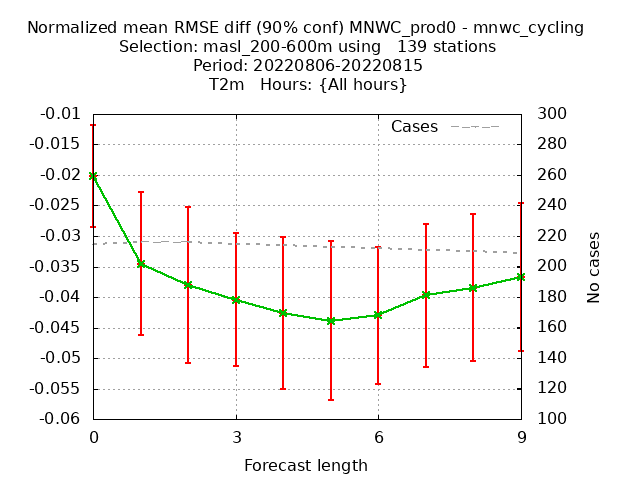 Normalized mean RMSE diff (90% conf) MNWC_prod0 - mnwc_cycling
Selection: masl_200-600m using   139 stations
Period: 20220806-20220815
T2m   Hours: {All hours}
-0.01
-0.015
-0.02
-0.025
-0.03
-0.035
-0.04
-0.045
-0.05
-0.055
-0.06
Cases
300
280
260
240
220
200
180
160
140
120
100
No cases
0 3 6 9
Forecast length